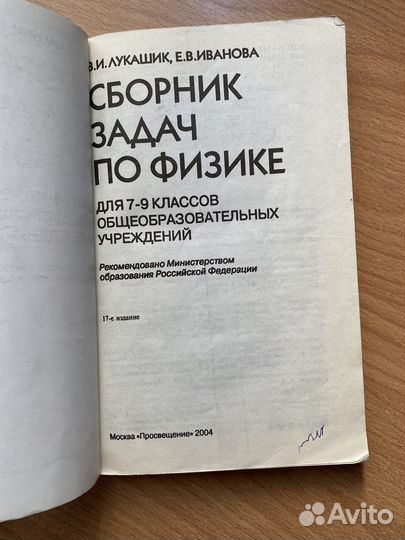 В.И. ЛУКАШИК, Е.В. ИВАНОВА
СБОРНИК
ЗАДАЧ
ПО ФИЗИКЕ
ДЛЯ 7-9 КЛАССОВ
ОБЩЕОБРАЗОВАТЕЛЬНЫХ
УЧРЕЖДЕНИЙ
Рекомендовано Министерством
образования Российской Федерации
17-е издание
Москва «Просвещение» 2004
Avito